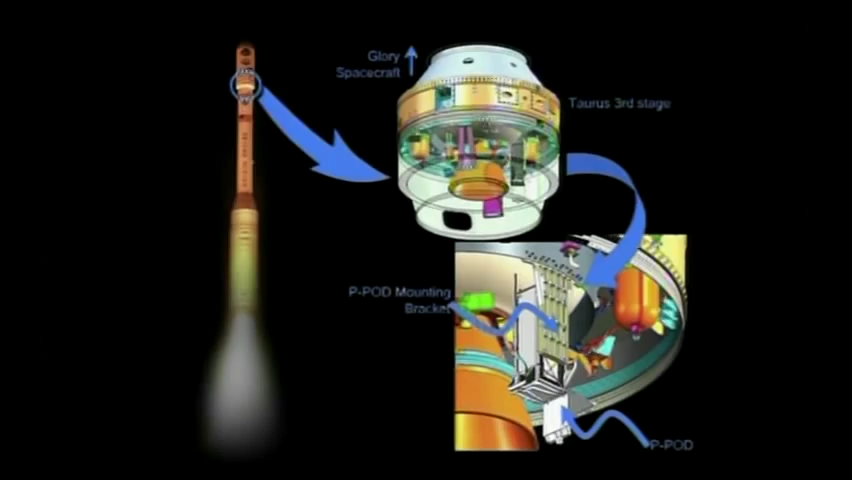 Glory
Spacecraft
Taurus 3rd stage
P-POD Mounting
Bracket
P-POD